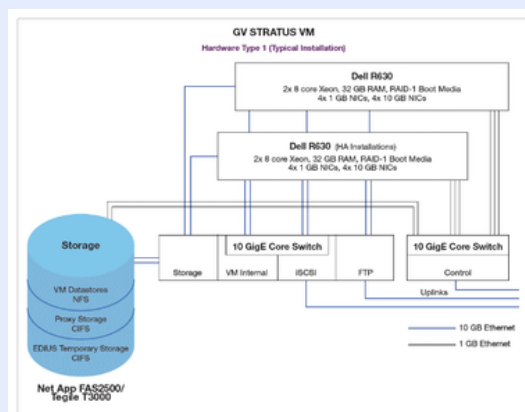 GV STRATUS VM
Hardware Type 1 (Typical Installation)
Dell R630
2x 8 core Xeon, 32 GB RAM, RAID-1 Boot Media
4x 1 GB NICs, 4x 10 GB NICs
Dell R630 (HA Installations)
2x 8 core Xeon, 32 GB RAM, RAID-1 Boot Media
4x 1 GB NICs, 4x 10 GB NICs
Storage
VM Datastores
NFS
Proxy Storage
CIFS
EDIUS Temporary Storage
CIFS
Net App FAS2500/
Tegile T3000
10 GigE Core Switch
Storage
VM Internal
iSCSI
FTP
10 GigE Core Switch
Control
Uplinks
10 GB Ethernet
1 GB Ethernet